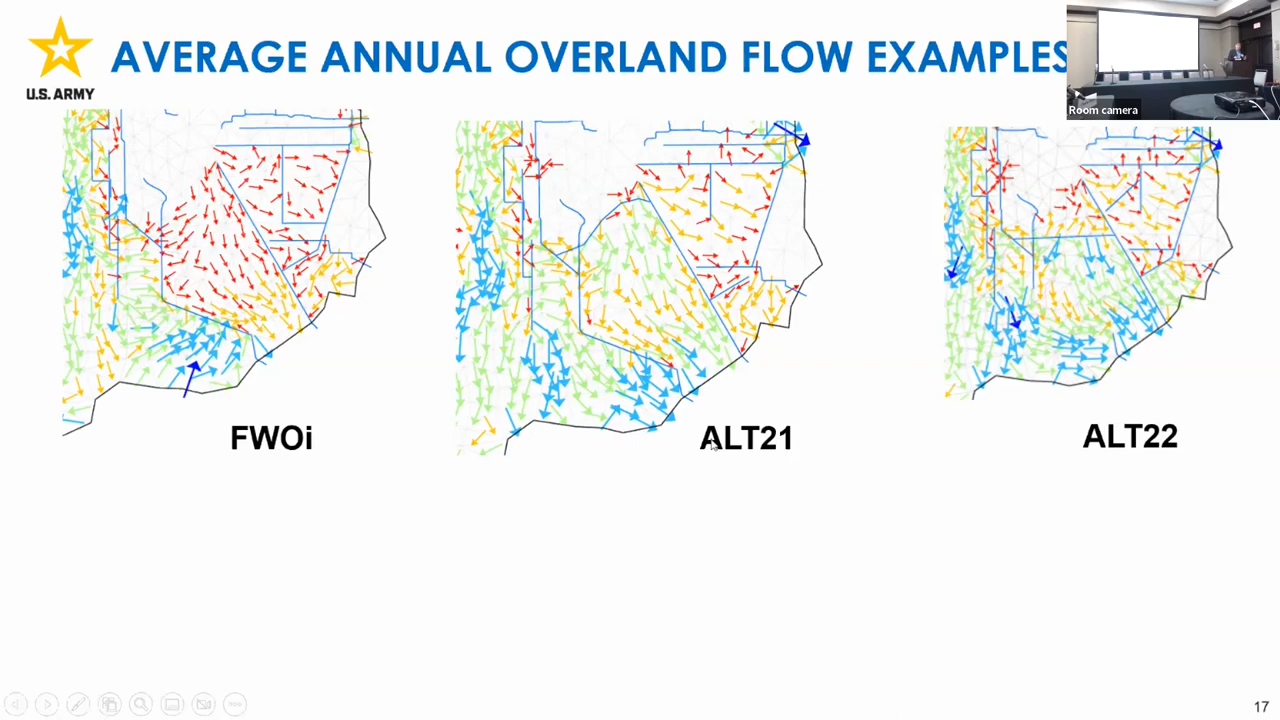 AVERAGE ANNUAL OVERLAND FLOW EXAMPLES
U.S. ARMY
Room camera
FWOi
ALT21
ALT22
17